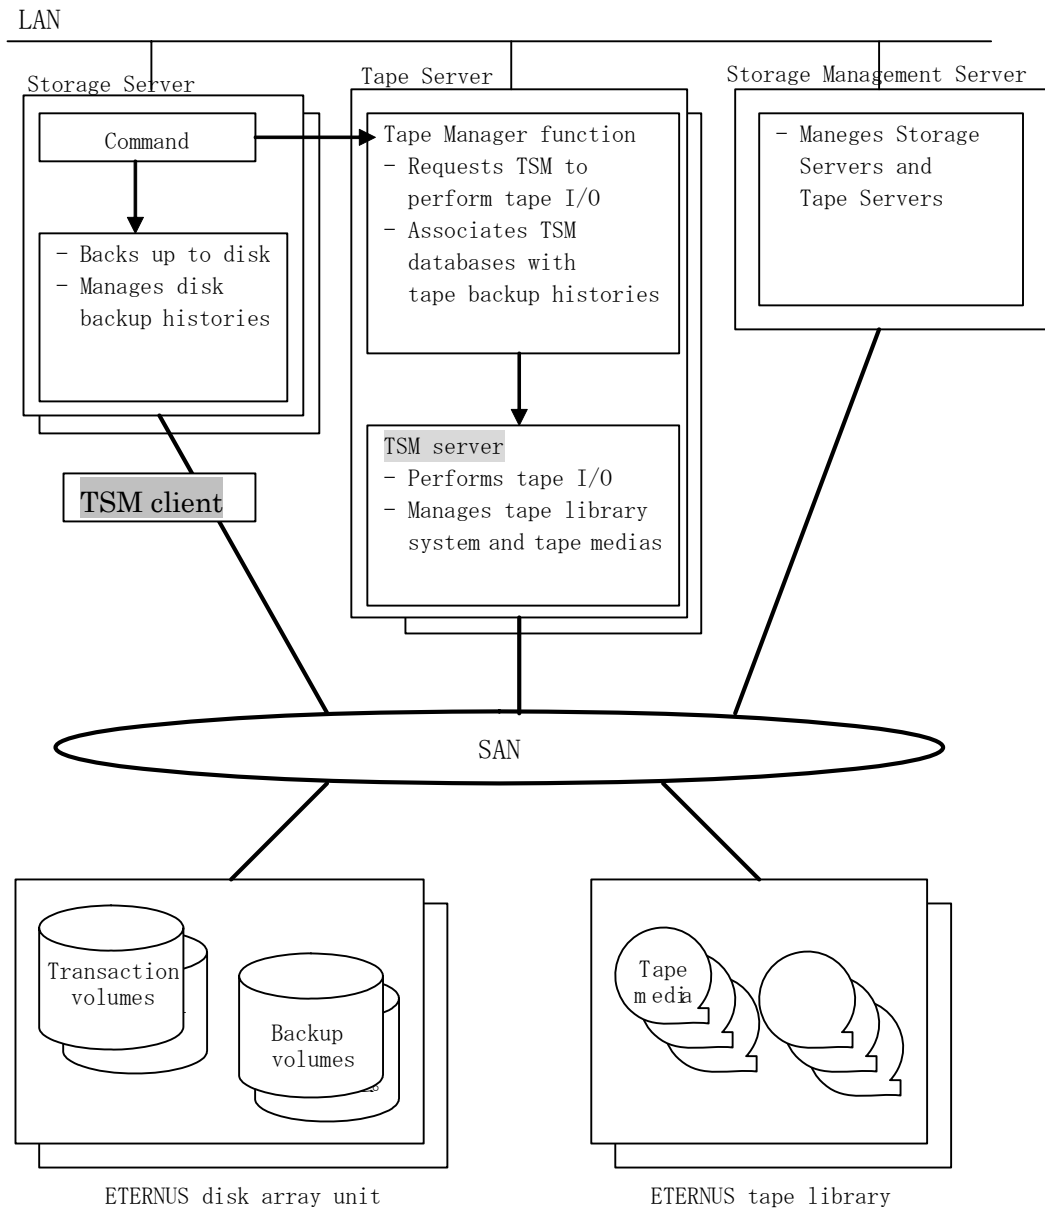 LAN
Storage Server
Tape Server
Storage Management Server
Command
Tape Manager function
- Requests TSM to
perform tape I/O
- Associates TSM
databases with
tape backup histories
- Maneges Storage
Servers and
Tape Servers
- Backs up to disk
- Manages disk
backup histories
TSM server
- Performs tape I/O
- Manages tape library
system and tape medias
TSM client
SAN
Transaction
volumes
Backup
volumes
Tape
media
ETERNUS disk array unit
ETERNUS tape library